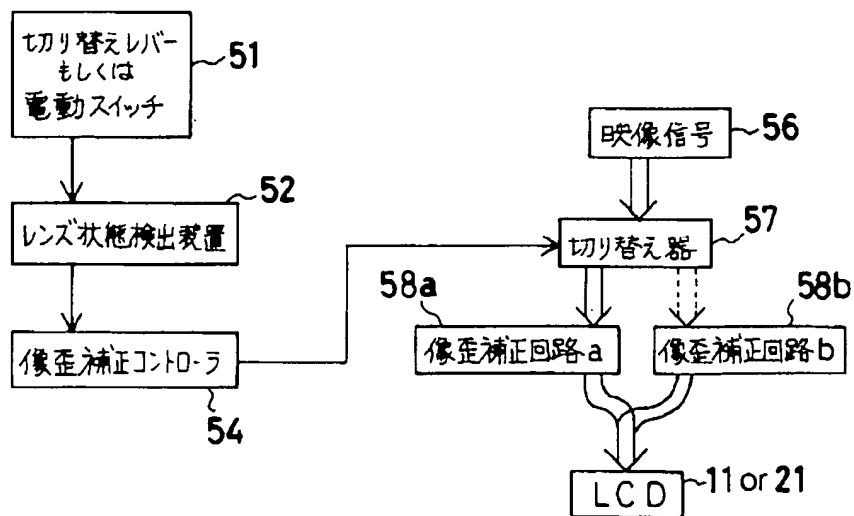 切り替えレバー
もしくは
電動スイッチ
51
レンズ状態検出装置
52
像歪補正コントローラ
54
映像信号
56
切り替え器
57
58a
像歪補正回路a
58b
像歪補正回路b
LCD
11 or 21